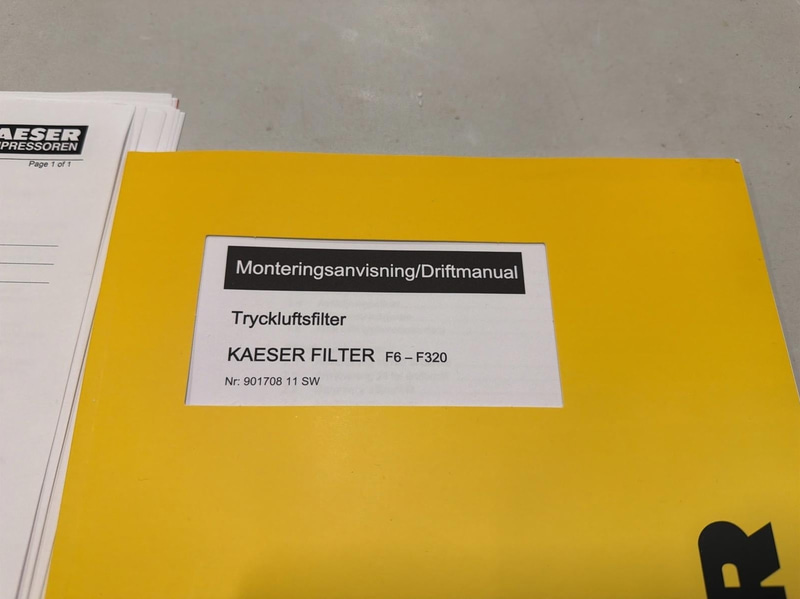 AESER
PRESSOREN
Page 1 of 1
Monteringsanvisning/Driftmanual
Tryckluftsfilter
KAESER FILTER F6 – F320
Nr: 901708 11 SW
R